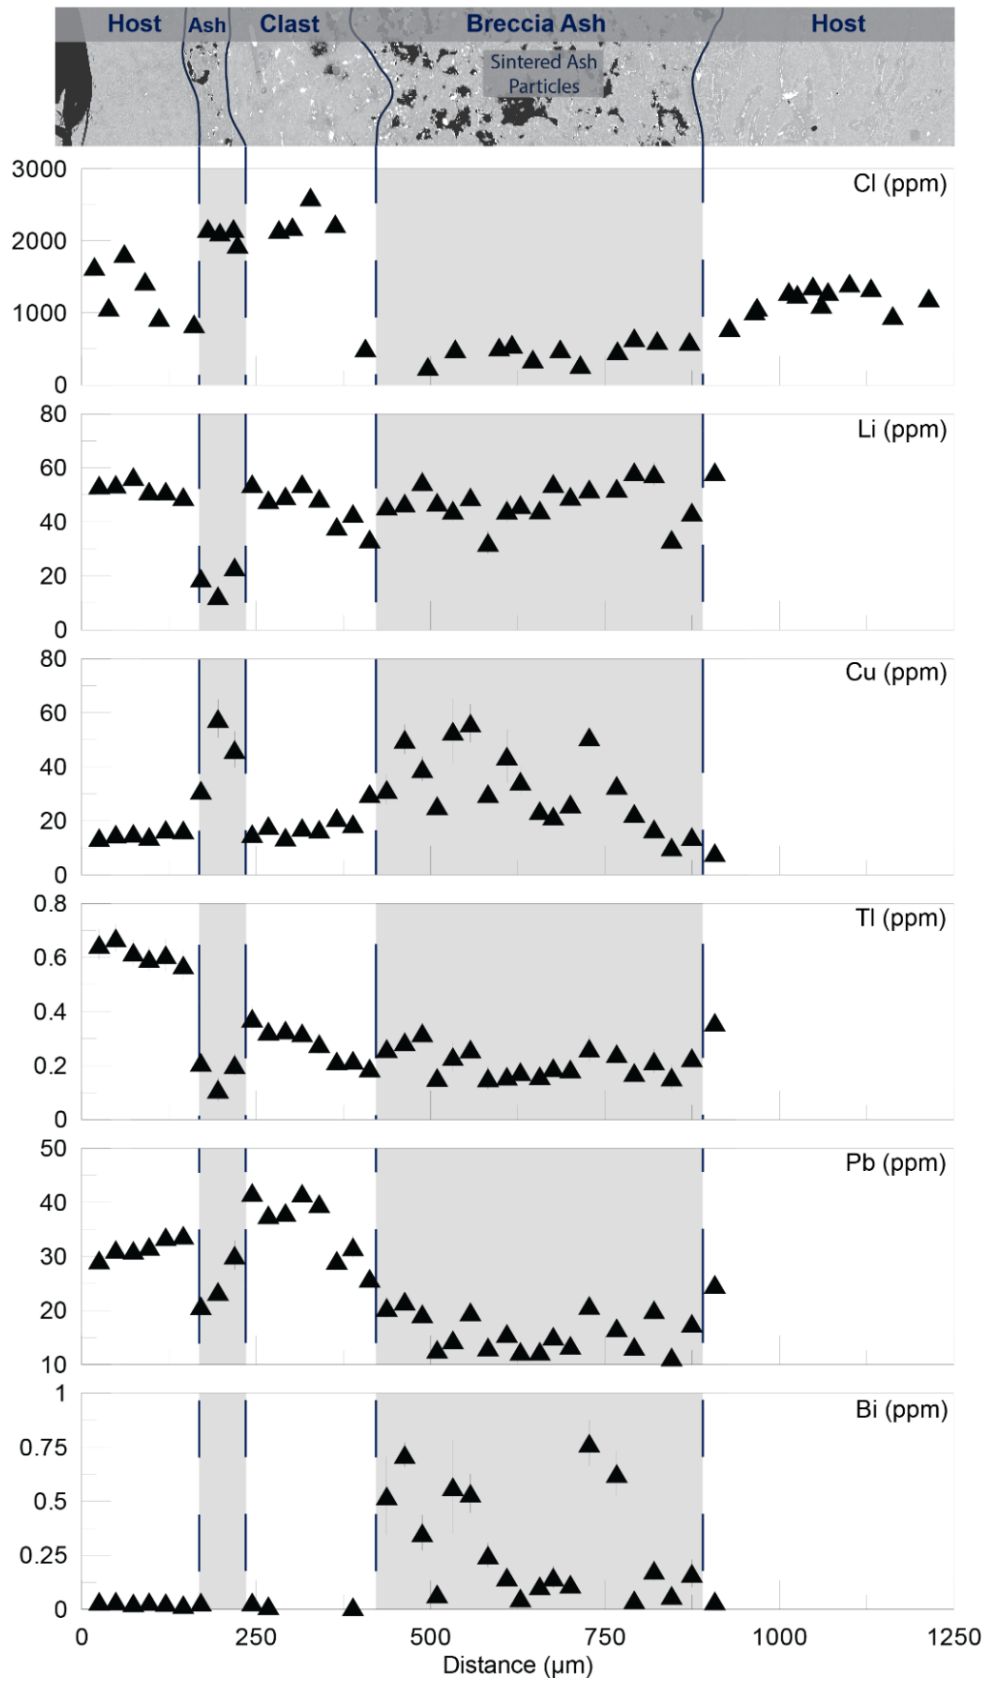 Host Ash Clast Breccia Ash Host
Sintered Ash
Particles
3000
2000
1000
0
Cl (ppm)
80
60
40
20
0
Li (ppm)
80
60
40
20
0
Cu (ppm)
0.8
0.6
0.4
0.2
0
Tl (ppm)
50
40
30
20
10
Pb (ppm)
1
0.75
0.5
0.25
0
Bi (ppm)
0 250 500 750 1000 1250
Distance (µm)